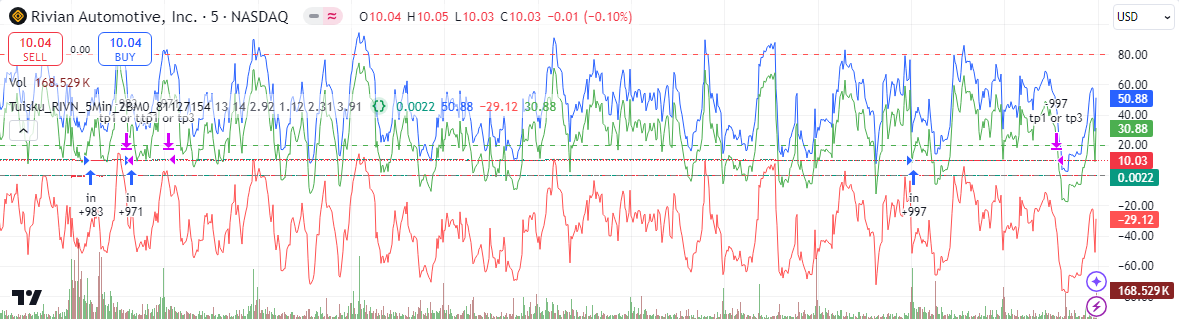 Rivian Automotive, Inc. · 5 · NASDAQ O10.04 H10.05 L10.03 C10.03 −0.01 (−0.10%)
USD
10.04 SELL 0.00 10.04 BUY
Vol 168.529 K
Tuisku_RIVN_5Min_2BM0_81127154 13 14 2.92 1.12 2.31 3.91 0.0022 50.88 −29.12 30.88
tp1 or tp3
in
+983
in
+971
in
+997
-997
tp1 or tp3
80.00
60.00
50.88
40.00
30.88
20.00
10.03
0.0022
−20.00
−29.12
−40.00
−60.00
168.529 K